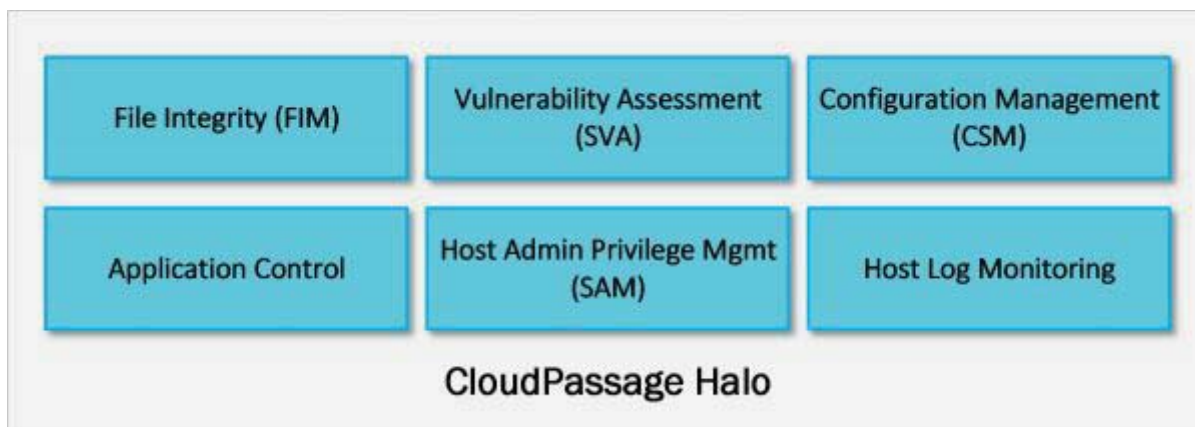 File Integrity (FIM)
Vulnerability Assessment
(SVA)
Configuration Management
(CSM)
Application Control
Host Admin Privilege Mgmt
(SAM)
Host Log Monitoring
CloudPassage Halo